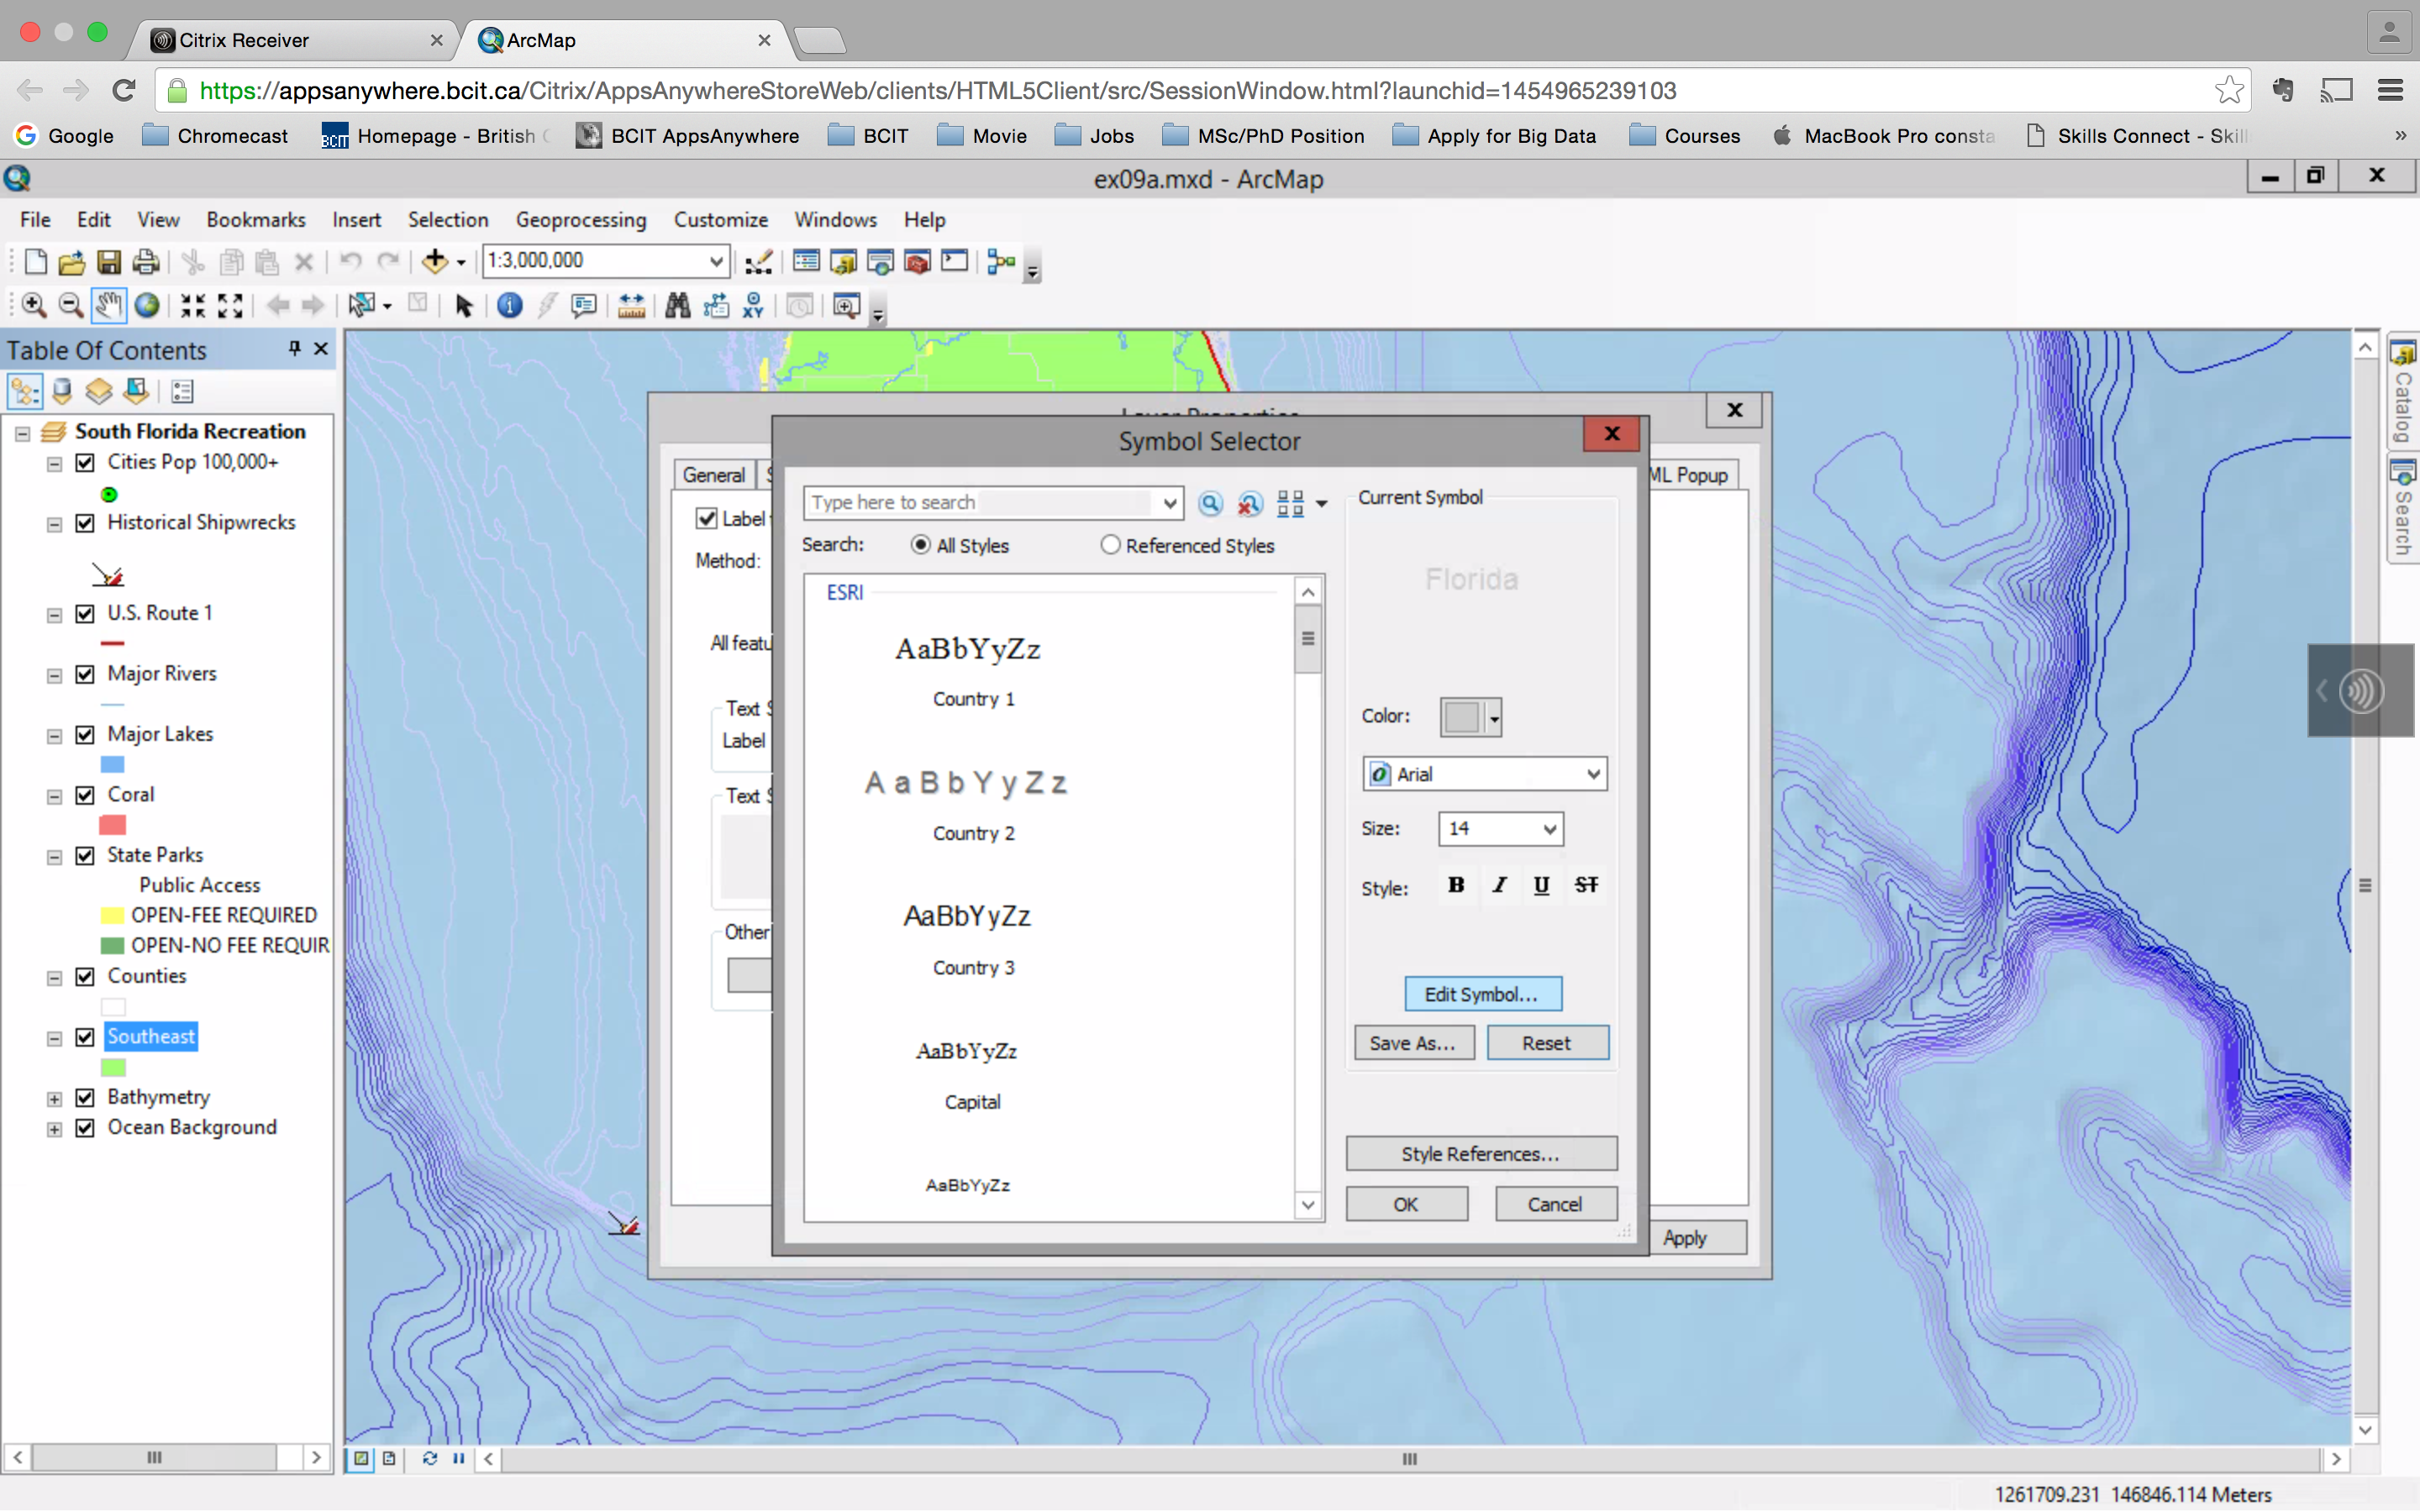 Citrix Receiver
ArcMap
https://appsanywhere.bcit.ca/Citrix/AppsAnywhereStoreWeb/clients/HTML5Client/src/SessionWindow.html?launchid=1454965239103
Google Chromecast Homepage - British BCIT AppsAnywhere BCIT Movie Jobs MSc/PhD Position Apply for Big Data Courses MacBook Pro consta Skills Connect - Skill »
ex09a.mxd - ArcMap
File Edit View Bookmarks Insert Selection Geoprocessing Customize Windows Help
1:3,000,000
XY
Table Of Contents
South Florida Recreation
Cities Pop 100,000+
Historical Shipwrecks
U.S. Route 1
Major Rivers
Major Lakes
Coral
State Parks
Public Access
OPEN-FEE REQUIRED
OPEN-NO FEE REQUIR
Counties
Southeast
Bathymetry
Ocean Background
General
ML Popup
Label
Method:
All featu
Text S
Label
Text S
Other
Apply
Symbol Selector
Type here to search
Search: All Styles Referenced Styles
ESRI
AaBbYyZz
Country 1
AaBbYyZz
Country 2
AaBbYyZz
Country 3
AaBbYyZz
Capital
AaBbYyZz
Current Symbol
Florida
Color:
Arial
Size: 14
Style: B I U ST
Edit Symbol...
Save As... Reset
Style References...
OK Cancel
Catalog
Search
1261709.231 146846.114 Meters